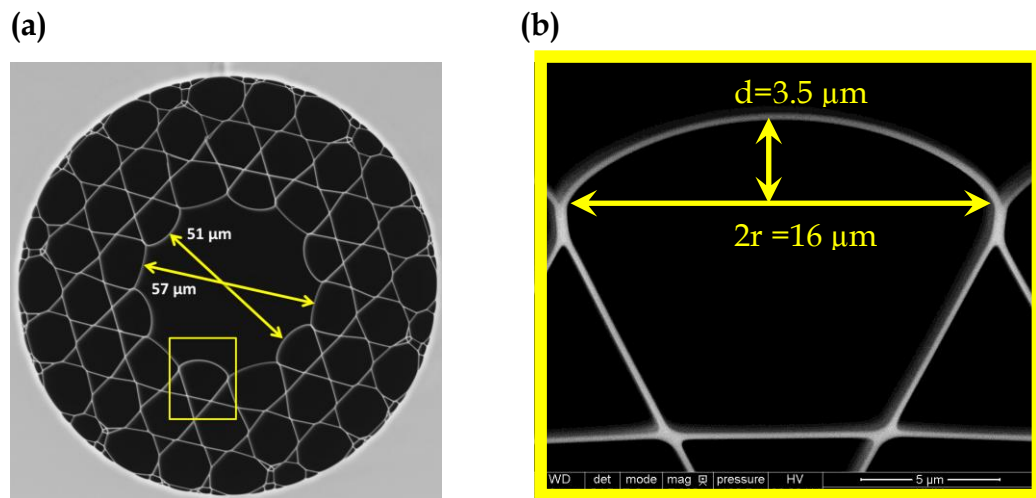 (a)
(b)
51 µm
57 µm
d=3.5 µm
2r =16 µm
WD det mode mag pressure HV 5 µm